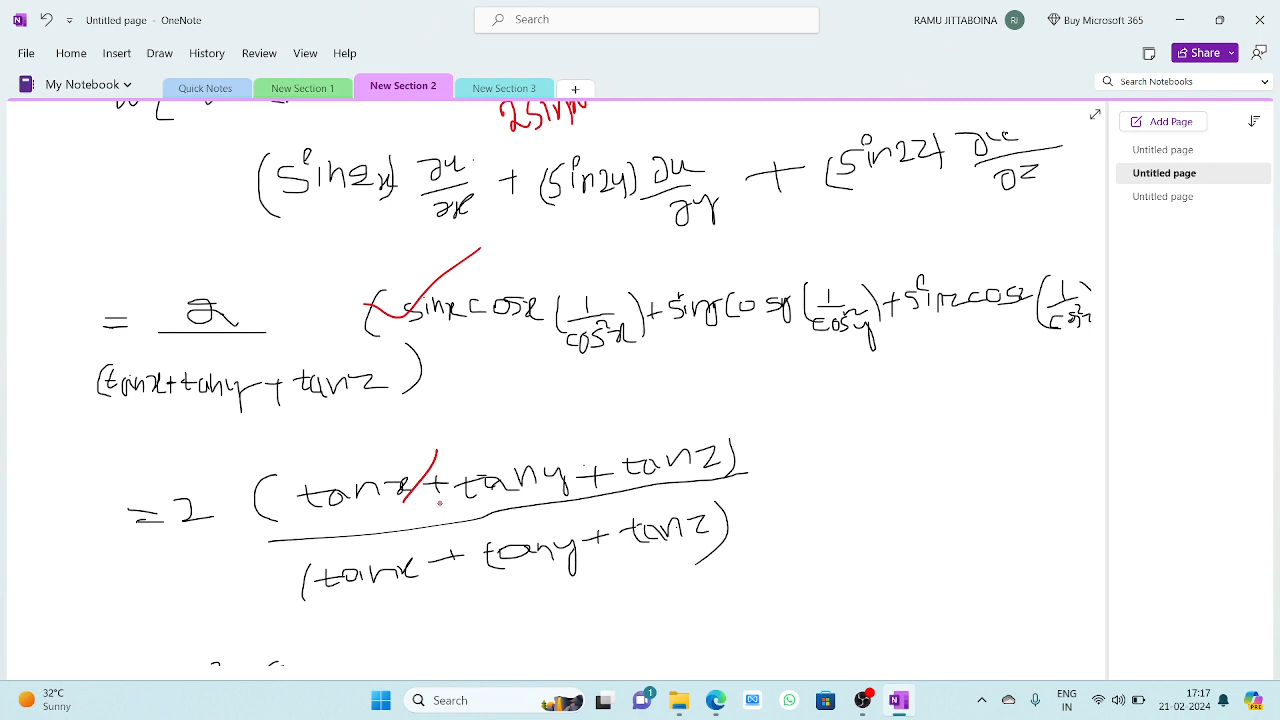 Untitled page - OneNote
Search
RAMU JITTABOINA
RJ
Buy Microsoft 365
File Home Insert Draw History Review View Help
Share
My Notebook
Quick Notes
New Section 1
New Section 2
New Section 3
Search Notebooks
Add Page
Untitled page
Untitled page
Untitled page
(sin2x) ∂u/∂x + (sin2y) ∂u/∂y + (sin2z) ∂u/∂z
= 2/(tanx+tany+tanz) (sinx cosx (1/cos²x) + siny cosy (1/cos²y) + sinz cosz (1/cos²z)
= 2 (tanx + tany + tanz)/(tanx + tany + tanz)
32°C
Sunny
Search
1
ENG
IN
17:17
21-02-2024